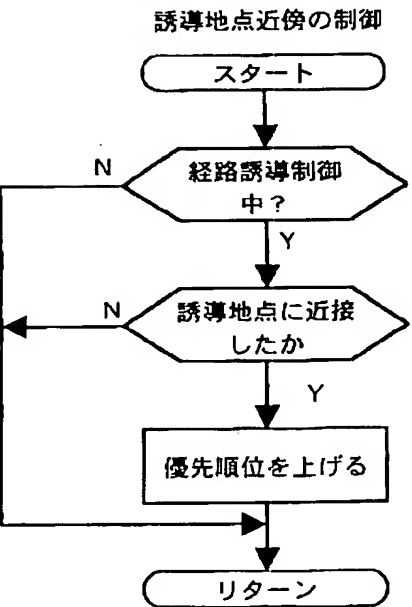 誘導地点近傍の制御
スタート
N
経路誘導制御
中？
Y
N
誘導地点に近接
したか
Y
優先順位を上げる
リターン